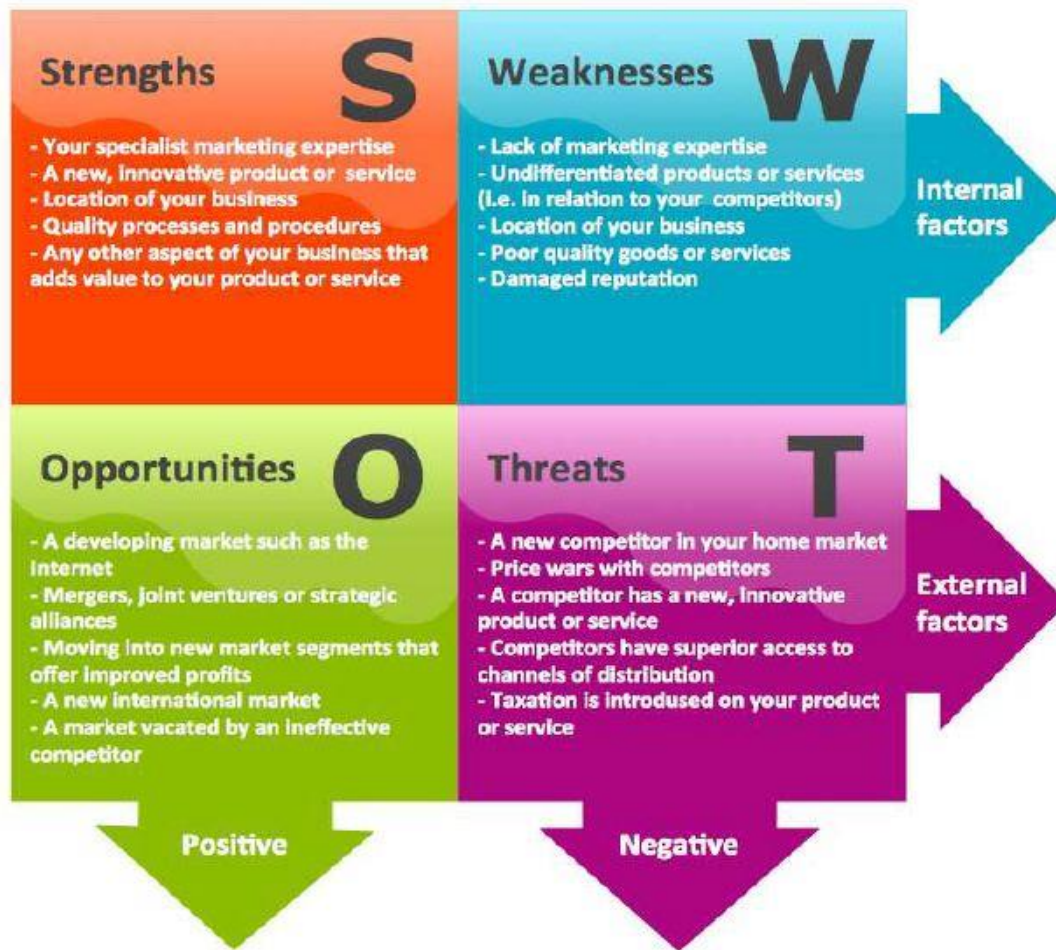 Strengths
S
- Your specialist marketing expertise
- A new, innovative product or service
- Location of your business
- Quality processes and procedures
- Any other aspect of your business that
adds value to your product or service
Weaknesses
W
- Lack of marketing expertise
- Undifferentiated products or services
(i.e. in relation to your competitors)
- Location of your business
- Poor quality goods or services
- Damaged reputation
Internal
factors
Opportunities
O
- A developing market such as the
Internet
- Mergers, joint ventures or strategic
alliances
- Moving into new market segments that
offer improved profits
- A new international market
- A market vacated by an ineffective
competitor
Threats
T
- A new competitor in your home market
- Price wars with competitors
- A competitor has a new, innovative
product or service
- Competitors have superior access to
channels of distribution
- Taxation is introdused on your product
or service
External
factors
Positive
Negative